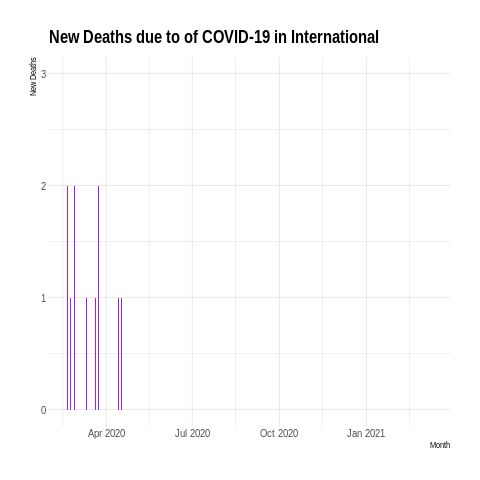 New Deaths due to of COVID-19 in International
New Deaths
3
2
1
0
Apr 2020 Jul 2020 Oct 2020 Jan 2021
Month